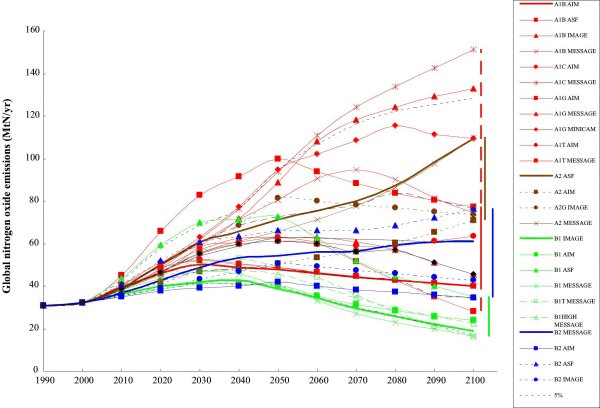 Global nitrogen oxide emissions (MtN/yr)
160
140
120
100
80
60
40
20
0
1990 2000 2010 2020 2030 2040 2050 2060 2070 2080 2090 2100
A1B AIM
A1B ASF
A1B IMAGE
A1B MESSAGE
A1C AIM
A1C MESSAGE
A1G AIM
A1G MESSAGE
A1G MINICAM
A1T AIM
A1T MESSAGE
A2 ASF
A2 AIM
A2G IMAGE
A2 MESSAGE
B1 IMAGE
B1 AIM
B1 ASF
B1 MESSAGE
B1T MESSAGE
B1HIGH
MESSAGE
B2 MESSAGE
B2 AIM
B2 ASF
B2 IMAGE
5%